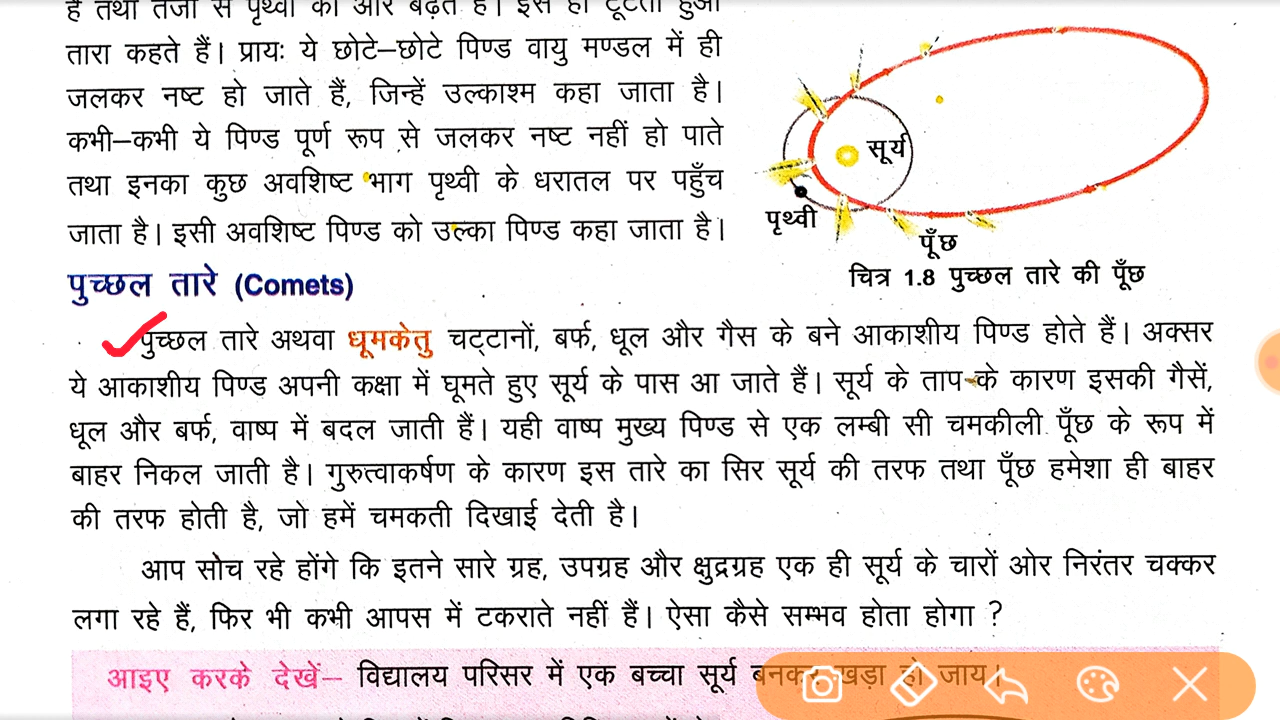 है तथा तेजी से पृथ्वी की ओर बढ़ते हैं। इसे ही टूटता हुआ
तारा कहते हैं। प्रायः ये छोटे–छोटे पिण्ड वायु मण्डल में ही
जलकर नष्ट हो जाते हैं, जिन्हें उल्काश्म कहा जाता है।
कभी–कभी ये पिण्ड पूर्ण रूप से जलकर नष्ट नहीं हो पाते
तथा इनका कुछ अवशिष्ट भाग पृथ्वी के धरातल पर पहुँच
जाता है। इसी अवशिष्ट पिण्ड को उल्का पिण्ड कहा जाता है।
सूर्य
पृथ्वी
पूँछ
चित्र 1.8 पुच्छल तारे की पूँछ
पुच्छल तारे (Comets)
पुच्छल तारे अथवा धूमकेतु चट्टानों, बर्फ, धूल और गैस के बने आकाशीय पिण्ड होते हैं। अक्सर
ये आकाशीय पिण्ड अपनी कक्षा में घूमते हुए सूर्य के पास आ जाते हैं। सूर्य के ताप के कारण इसकी गैसें,
धूल और बर्फ, वाष्प में बदल जाती हैं। यही वाष्प मुख्य पिण्ड से एक लम्बी सी चमकीली पूँछ के रूप में
बाहर निकल जाती है। गुरुत्वाकर्षण के कारण इस तारे का सिर सूर्य की तरफ तथा पूँछ हमेशा ही बाहर
की तरफ होती है, जो हमें चमकती दिखाई देती है।
आप सोच रहे होंगे कि इतने सारे ग्रह, उपग्रह और क्षुद्रग्रह एक ही सूर्य के चारों ओर निरंतर चक्कर
लगा रहे हैं, फिर भी कभी आपस में टकराते नहीं हैं। ऐसा कैसे सम्भव होता होगा ?
आइए करके देखें– विद्यालय परिसर में एक बच्चा सूर्य बनकर खड़ा हो जाय।